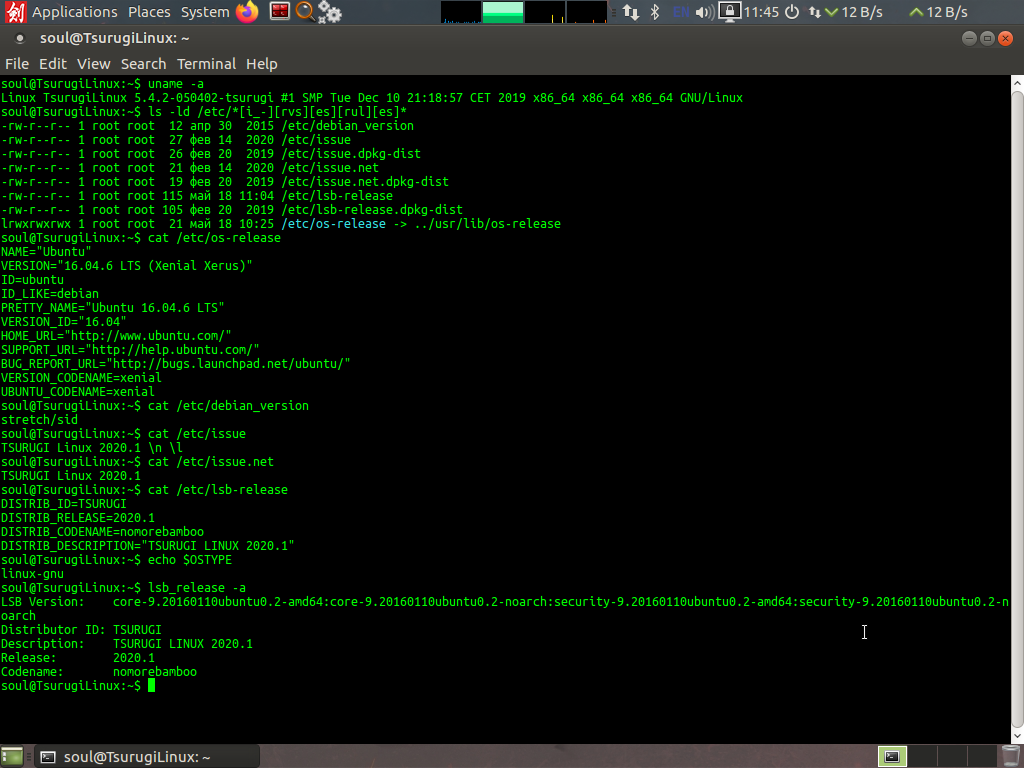 Applications Places System EN 11:45 12 B/s 12 B/s
soul@TsurugiLinux: ~
File Edit View Search Terminal Help
soul@TsurugiLinux:~$ uname -a
Linux TsurugiLinux 5.4.2-050402-tsurugi #1 SMP Tue Dec 10 21:18:57 CET 2019 x86_64 x86_64 x86_64 GNU/Linux
soul@TsurugiLinux:~$ ls -ld /etc/*[i_-][rvs][es][rul][es]*
-rw-r--r-- 1 root root  12 апр 30  2015 /etc/debian_version
-rw-r--r-- 1 root root  27 фев 14  2020 /etc/issue
-rw-r--r-- 1 root root  26 фев 20  2019 /etc/issue.dpkg-dist
-rw-r--r-- 1 root root  21 фев 14  2020 /etc/issue.net
-rw-r--r-- 1 root root  19 фев 20  2019 /etc/issue.net.dpkg-dist
-rw-r--r-- 1 root root 115 май 18 11:04 /etc/lsb-release
-rw-r--r-- 1 root root 105 фев 20  2019 /etc/lsb-release.dpkg-dist
lrwxrwxrwx 1 root root  21 май 18 10:25 /etc/os-release -> ../usr/lib/os-release
soul@TsurugiLinux:~$ cat /etc/os-release
NAME="Ubuntu"
VERSION="16.04.6 LTS (Xenial Xerus)"
ID=ubuntu
ID_LIKE=debian
PRETTY_NAME="Ubuntu 16.04.6 LTS"
VERSION_ID="16.04"
HOME_URL="http://www.ubuntu.com/"
SUPPORT_URL="http://help.ubuntu.com/"
BUG_REPORT_URL="http://bugs.launchpad.net/ubuntu/"
VERSION_CODENAME=xenial
UBUNTU_CODENAME=xenial
soul@TsurugiLinux:~$ cat /etc/debian_version
stretch/sid
soul@TsurugiLinux:~$ cat /etc/issue
TSURUGI Linux 2020.1 \n \l
soul@TsurugiLinux:~$ cat /etc/issue.net
TSURUGI Linux 2020.1
soul@TsurugiLinux:~$ cat /etc/lsb-release
DISTRIB_ID=TSURUGI
DISTRIB_RELEASE=2020.1
DISTRIB_CODENAME=nomorebamboo
DISTRIB_DESCRIPTION="TSURUGI LINUX 2020.1"
soul@TsurugiLinux:~$ echo $OSTYPE
linux-gnu
soul@TsurugiLinux:~$ lsb_release -a
LSB Version:    core-9.20160110ubuntu0.2-amd64:core-9.20160110ubuntu0.2-noarch:security-9.20160110ubuntu0.2-amd64:security-9.20160110ubuntu0.2-n
oarch
Distributor ID: TSURUGI
Description:    TSURUGI LINUX 2020.1
Release:        2020.1
Codename:       nomorebamboo
soul@TsurugiLinux:~$
soul@TsurugiLinux: ~